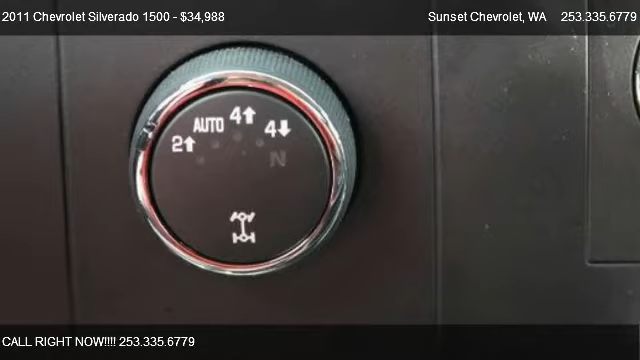 2011 Chevrolet Silverado 1500 - $34,988
Sunset Chevrolet, WA 253.335.6779
2⬆ AUTO 4⬆ 4⬇ N
CALL RIGHT NOW!!!! 253.335.6779